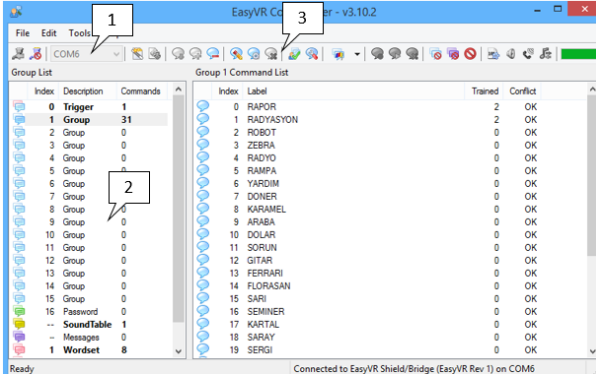 EasyVR Co er - v3.10.2
1
3
File Edit Tools
COM6
Group List
Index Description Commands
0 Trigger 1
1 Group 31
2 Group 0
3 Group 0
4 Group 0
5 Group 0
6 Group 0
7 Group 0
8 Group 0
9 Group 0
10 Group 0
11 Group 0
12 Group 0
13 Group 0
14 Group 0
15 Group 0
16 Password 0
-- SoundTable 1
-- Messages 0
1 Wordset 8
2
Group 1 Command List
Index Label Trained Conflict
0 RAPOR 2 OK
1 RADYASYON 2 OK
2 ROBOT 0 OK
3 ZEBRA 0 OK
4 RADYO 0 OK
5 RAMPA 0 OK
6 YARDIM 0 OK
7 DONER 0 OK
8 KARAMEL 0 OK
9 ARABA 0 OK
10 DOLAR 0 OK
11 SORUN 0 OK
12 GITAR 0 OK
13 FERRARI 0 OK
14 FLORASAN 0 OK
15 SARI 0 OK
16 SEMINER 0 OK
17 KARTAL 0 OK
18 SARAY 0 OK
19 SERGI 0 OK
Ready
Connected to EasyVR Shield/Bridge (EasyVR Rev 1) on COM6